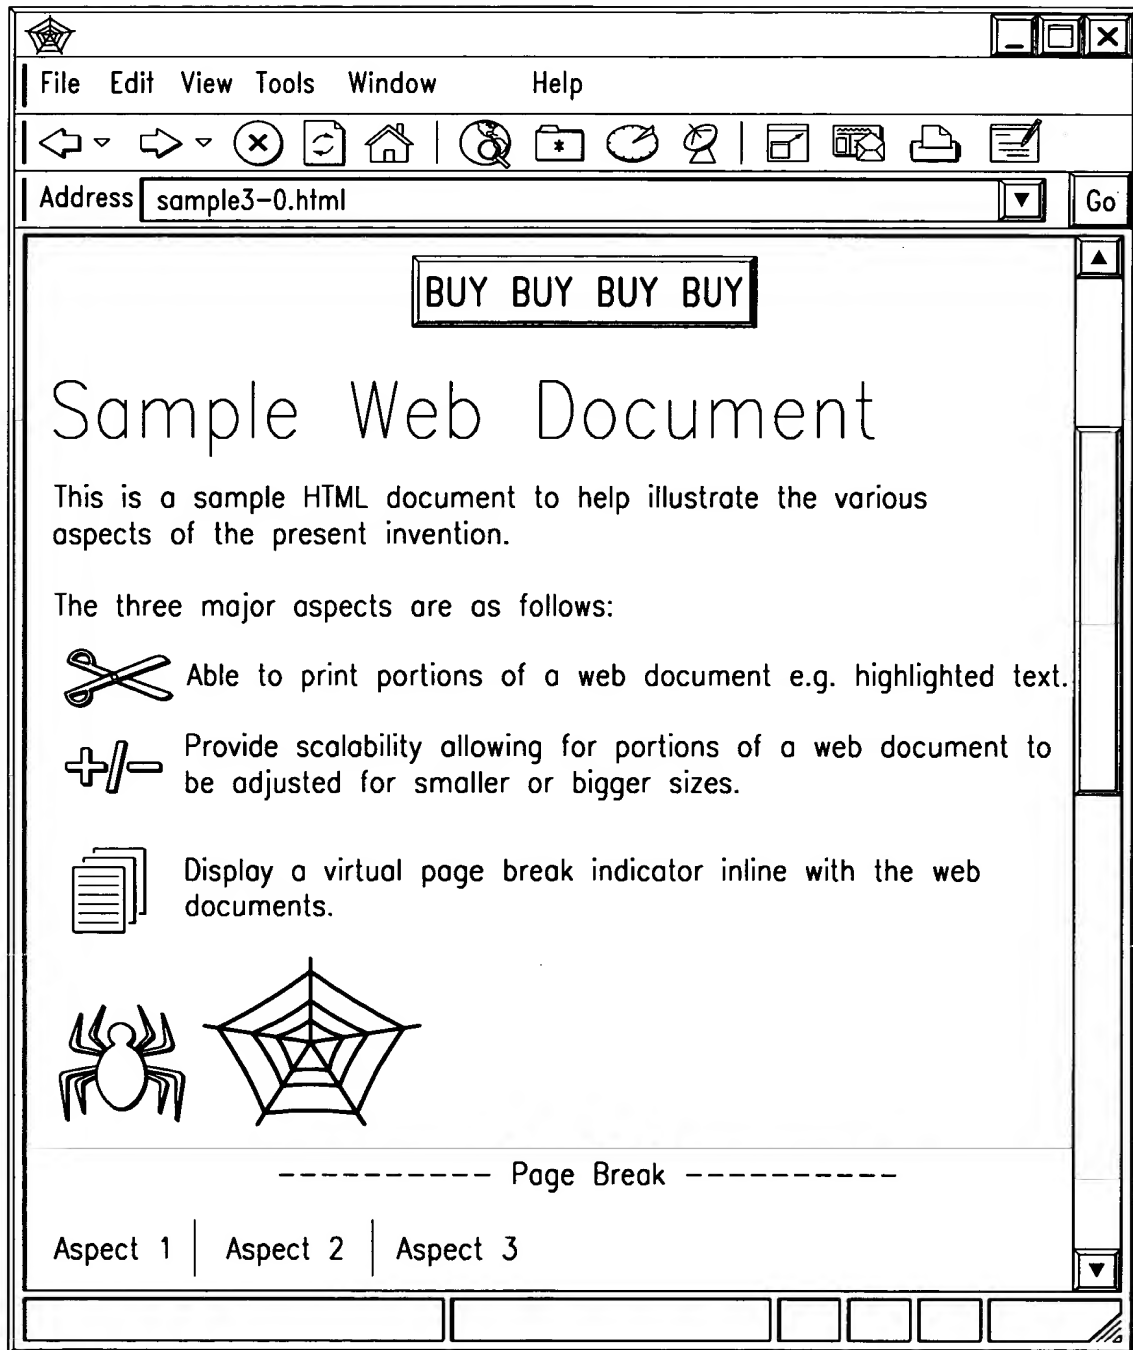 File Edit View Tools Window Help
Address sample3-0.html Go
BUY BUY BUY BUY
Sample Web Document
This is a sample HTML document to help illustrate the various
aspects of the present invention.
The three major aspects are as follows:
Able to print portions of a web document e.g. highlighted text.
+/-
Provide scalability allowing for portions of a web document to
be adjusted for smaller or bigger sizes.
Display a virtual page break indicator inline with the web
documents.
---------- Page Break ----------
Aspect 1 | Aspect 2 | Aspect 3